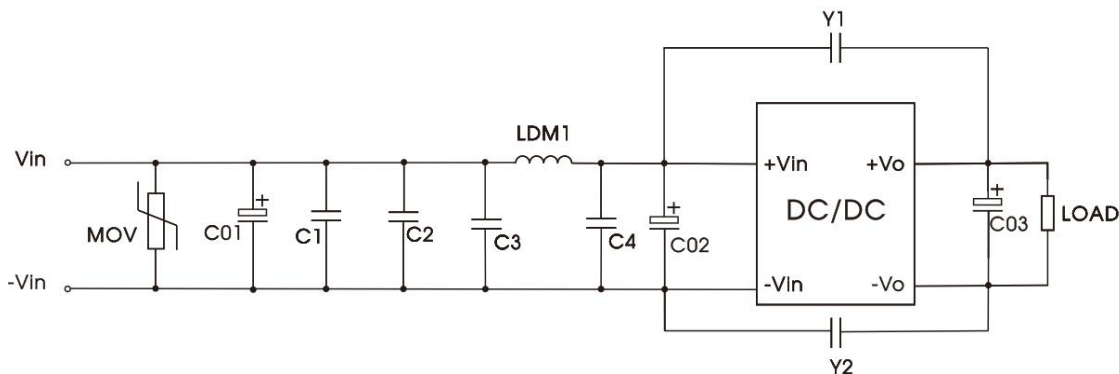 Y1
LDM1
Vin
+Vin
+Vo
MOV
C01
C1
C2
C3
C4
C02
DC/DC
C03
LOAD
-Vin
-Vin
-Vo
Y2